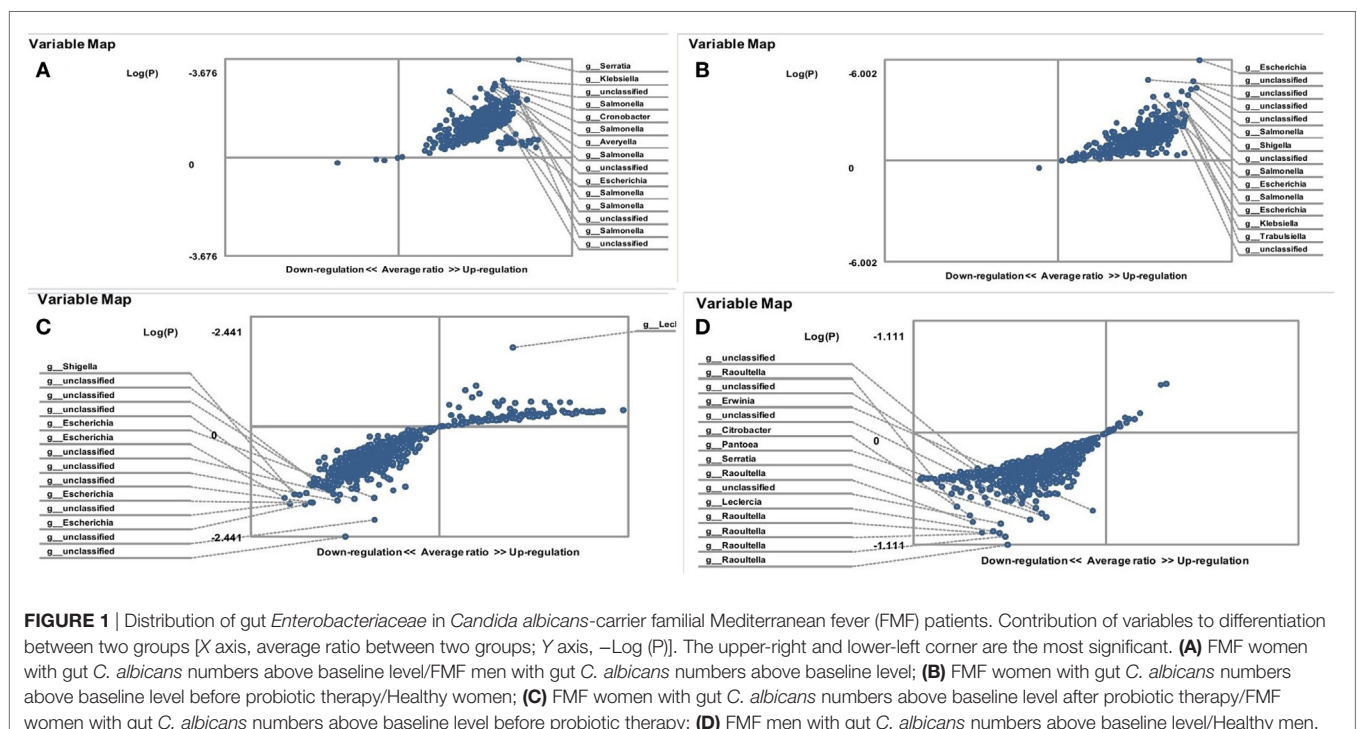 Variable Map
A
Log(P)
-3.676
0
-3.676
g__Serratia
g__Klebsiella
g__unclassified
g__Salmonella
g__Cronobacter
g__Salmonella
g__Averyella
g__Salmonella
g__unclassified
g__Escherichia
g__Salmonella
g__Salmonella
g__unclassified
g__Salmonella
g__unclassified
Down-regulation << Average ratio >> Up-regulation
Variable Map
B
Log(P)
-6.002
0
-6.002
g__Escherichia
g__unclassified
g__unclassified
g__unclassified
g__unclassified
g__Salmonella
g__Shigella
g__unclassified
g__Salmonella
g__Escherichia
g__Salmonella
g__Escherichia
g__Klebsiella
g__Trabulsiella
g__unclassified
Down-regulation << Average ratio >> Up-regulation
Variable Map
C
Log(P)
-2.441
0
-2.441
g__Lecl
g__Shigella
g__unclassified
g__unclassified
g__unclassified
g__Escherichia
g__Escherichia
g__unclassified
g__unclassified
g__unclassified
g__Escherichia
g__unclassified
g__Escherichia
g__unclassified
g__unclassified
Down-regulation << Average ratio >> Up-regulation
Variable Map
D
Log(P)
-1.111
0
-1.111
g__unclassified
g__Raoultella
g__unclassified
g__Erwinia
g__unclassified
g__Citrobacter
g__Pantoea
g__Serratia
g__Raoultella
g__unclassified
g__Leclercia
g__Raoultella
g__Raoultella
g__Raoultella
g__Raoultella
Down-regulation << Average ratio >> Up-regulation
FIGURE 1 | Distribution of gut Enterobacteriaceae in Candida albicans-carrier familial Mediterranean fever (FMF) patients. Contribution of variables to differentiation
between two groups [X axis, average ratio between two groups; Y axis, −Log (P)]. The upper-right and lower-left corner are the most significant. (A) FMF women
with gut C. albicans numbers above baseline level/FMF men with gut C. albicans numbers above baseline level; (B) FMF women with gut C. albicans numbers
above baseline level before probiotic therapy/Healthy women; (C) FMF women with gut C. albicans numbers above baseline level after probiotic therapy/FMF
women with gut C. albicans numbers above baseline level before probiotic therapy; (D) FMF men with gut C. albicans numbers above baseline level/Healthy men.